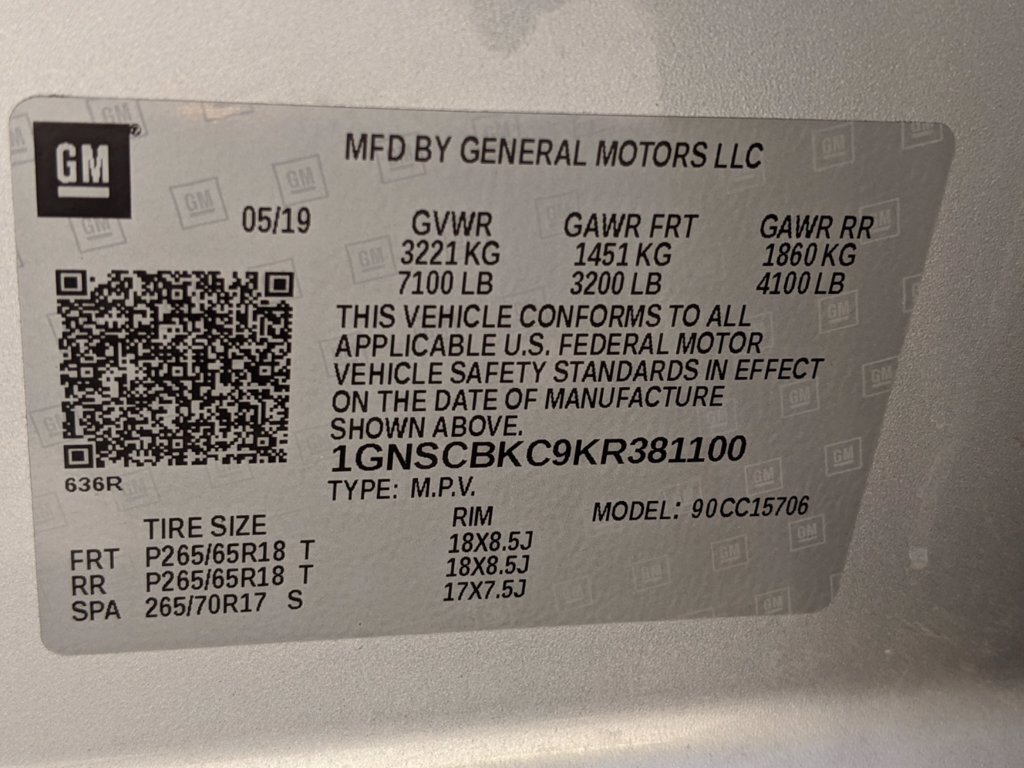 GM
MFD BY GENERAL MOTORS LLC
05/19 GVWR GAWR FRT GAWR RR
3221 KG 1451 KG 1860 KG
7100 LB 3200 LB 4100 LB
THIS VEHICLE CONFORMS TO ALL
APPLICABLE U.S. FEDERAL MOTOR
VEHICLE SAFETY STANDARDS IN EFFECT
ON THE DATE OF MANUFACTURE
SHOWN ABOVE.
1GNSCBKC9KR381100
636R
TYPE: M.P.V.
MODEL: 90CC15706
TIRE SIZE RIM
FRT P265/65R18 T 18X8.5J
RR P265/65R18 T 18X8.5J
SPA 265/70R17 S 17X7.5J